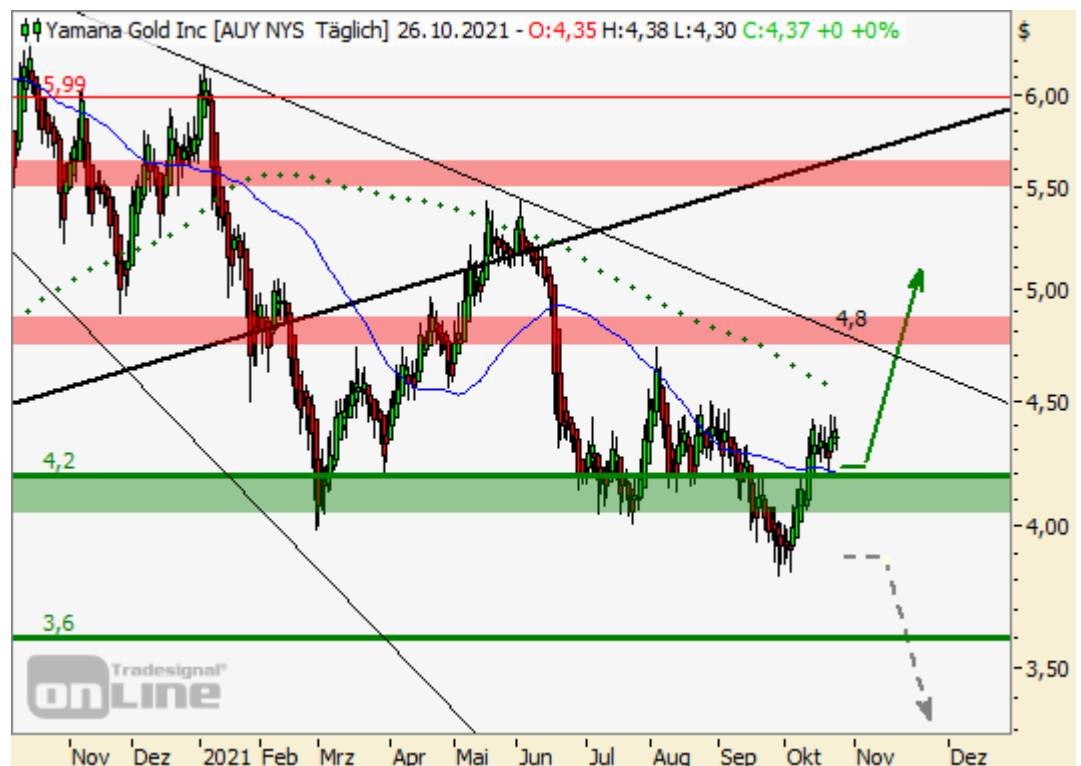 Yamana Gold Inc [AUY NYS Täglich] 26.10.2021 - O:4,35 H:4,38 L:4,30 C:4,37 +0 +0%
$
5,99
6,00
5,50
5,00
4,8
4,50
4,2
4,00
3,6
3,50
Tradesignal®
onLine
Nov Dez 2021 Feb Mrz Apr Mai Jun Jul Aug Sep Okt Nov Dez